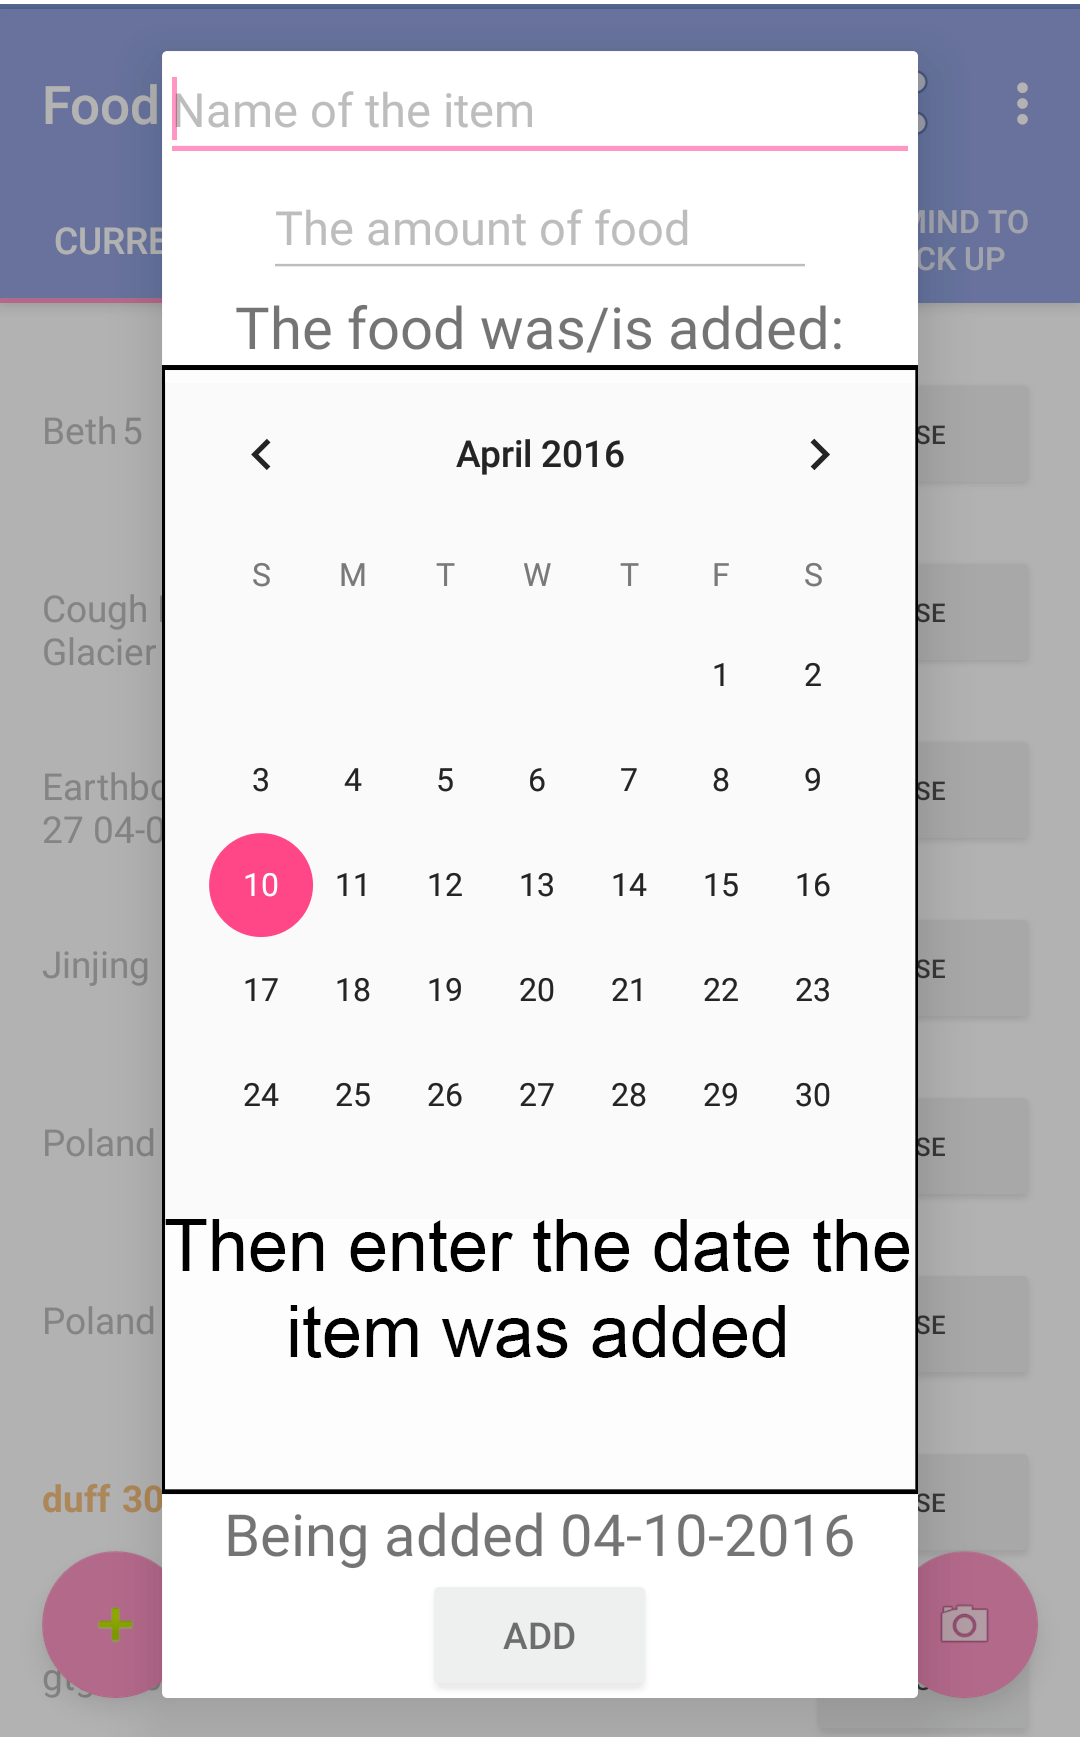 Food
Name of the item
CURRE
MIND TO
CK UP
The amount of food
The food was/is added:
Beth 5
SE
April 2016
S M T W T F S
1 2
3 4 5 6 7 8 9
10 11 12 13 14 15 16
17 18 19 20 21 22 23
24 25 26 27 28 29 30
Cough
Glacier
SE
Earthbo
27 04-0
SE
Jinjing
SE
Poland
SE
Then enter the date the
item was added
Poland
SE
duff 30
SE
Being added 04-10-2016
ADD